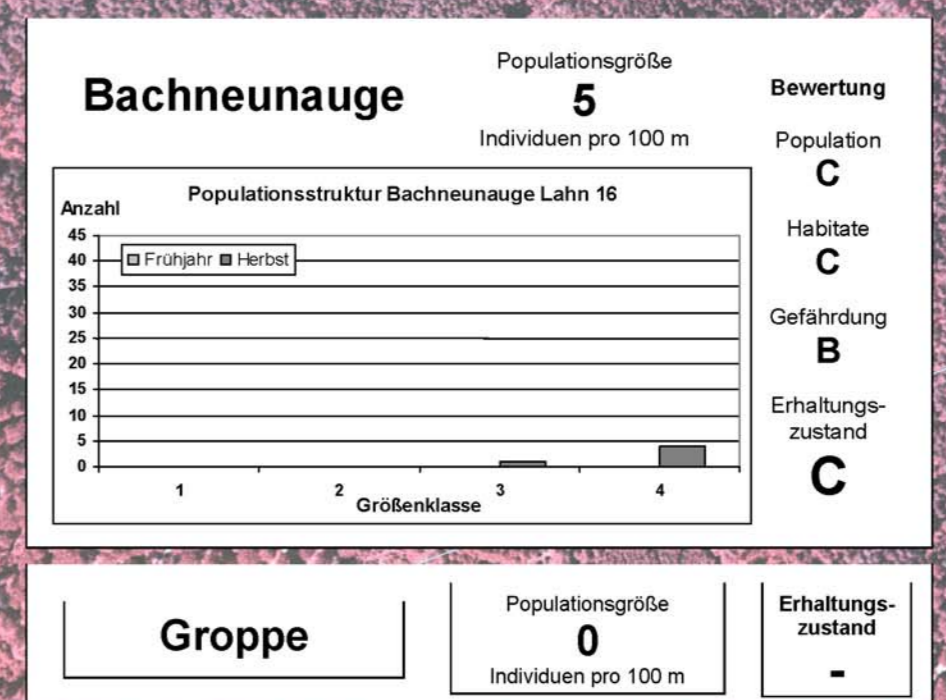 Bachneunauge
Populationsgröße
5
Individuen pro 100 m
Bewertung
Population
C
Habitate
C
Gefährdung
B
Erhaltungs-
zustand
C
Populationsstruktur Bachneunauge Lahn 16
Anzahl
45
40
35
30
25
20
15
10
5
0
Frühjahr Herbst
1 2 3 4
Größenklasse
Groppe
Populationsgröße
0
Individuen pro 100 m
Erhaltungs-
zustand
-